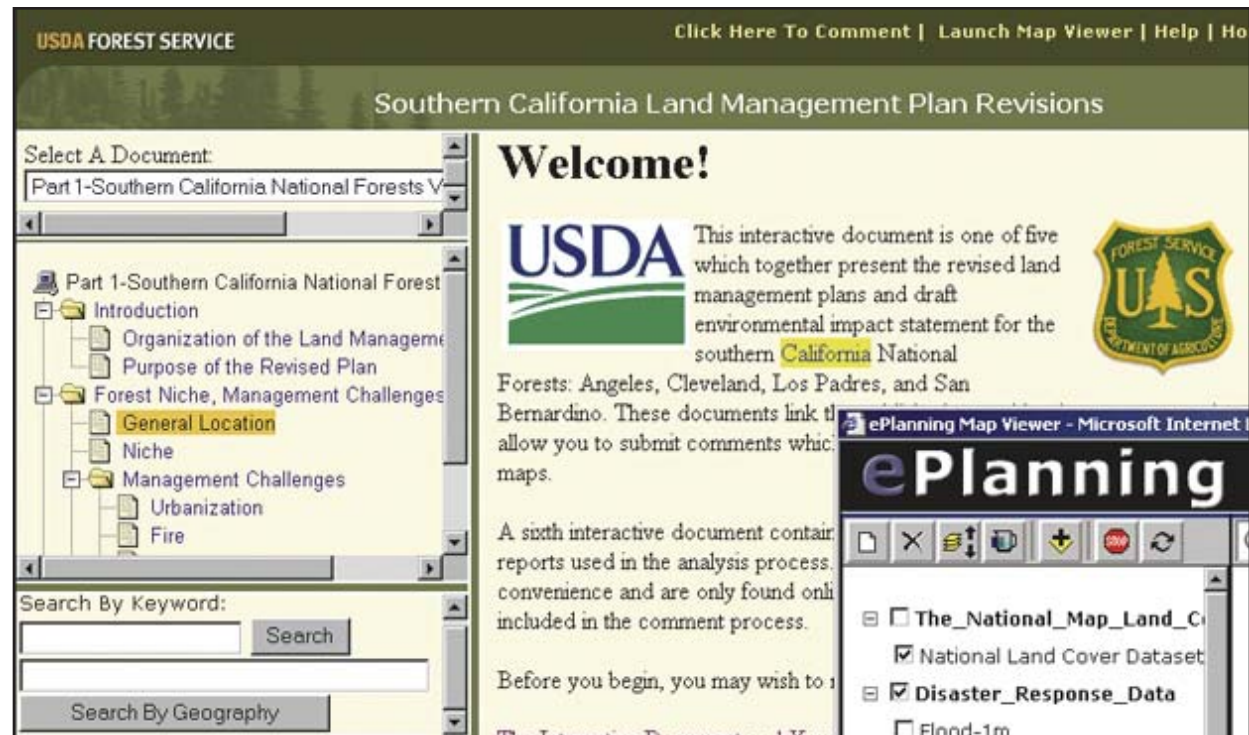 USDA FOREST SERVICE
Click Here To Comment | Launch Map Viewer | Help |
Southern California Land Management Plan Revisions
Select A Document:
Part 1-Southern California National Forests
Part 1-Southern California National Forest
Introduction
Organization of the Land
Purpose of the Revised Plan
Forest Niche, Management Challenges
General Location
Niche
Management Challenges
Urbanization
Fire
Search By Keyword:
Search
Search By Geography
Welcome!
USDA
This interactive document is one of five
which together present the revised land
management plans and draft
environmental impact statement for the
southern California National
Forests: Angeles, Cleveland, Los Padres, and San
Bernardino. These documents link
allow you to submit comments
maps.
A sixth interactive document
reports used in the analysis process.
convenience and are only found
included in the comment process.
Before you begin, you may wish to
FOREST SERVICE
U S
DEPARTMENT OF AGRICULTURE
ePlanning Map Viewer - Microsoft
ePlanning
STOP
The_National_Map_Land_
National Land Cover Dataset
Disaster_Response_Data
Flood-1m